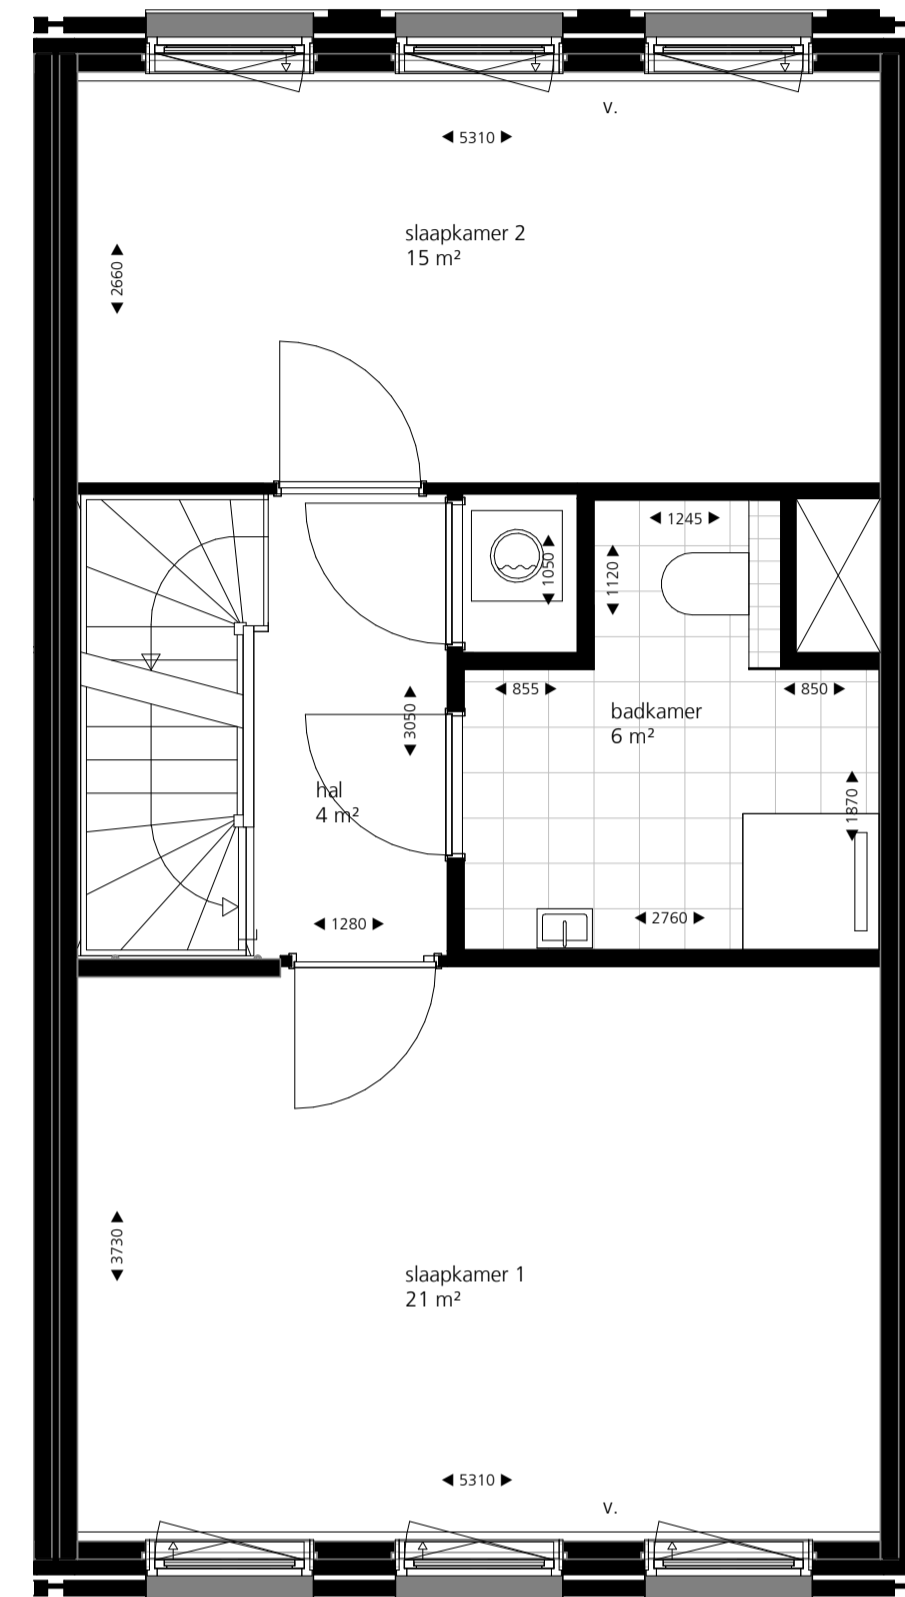 v.
5310
slaapkamer 2
15 m²
2660
1245
1050
1120
855
850
badkamer
6 m²
3050
hal
4 m²
1870
1280
2760
3730
slaapkamer 1
21 m²
5310
v.